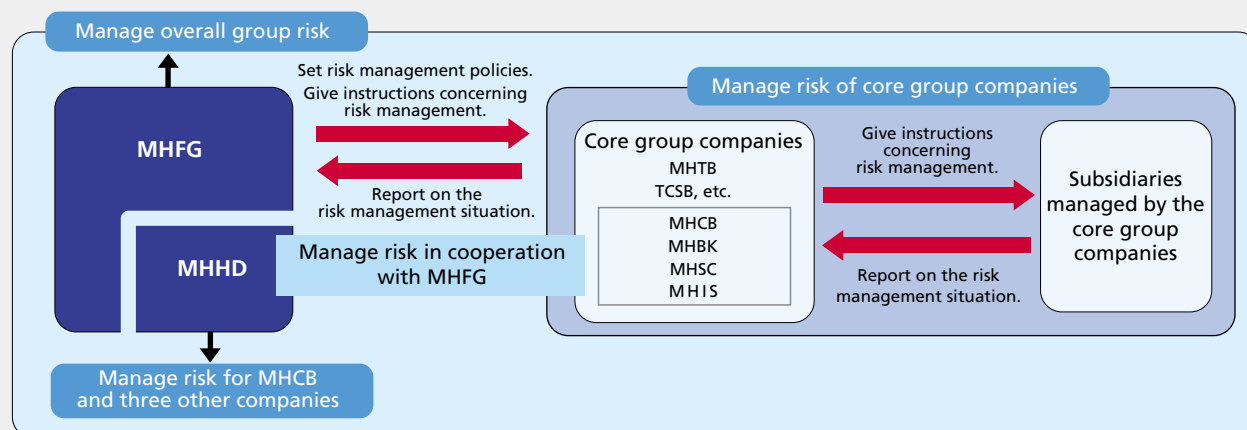 Manage overall group risk
MHFG
MHHD
Manage risk for MHCB
and three other companies
Set risk management policies.
Give instructions concerning
risk management.
Report on the
risk management situation.
Manage risk in cooperation
with MHFG
Manage risk of core group companies
Core group companies
MHTB
TCSB, etc.
MHCB
MHBK
MHSC
MHIS
Give instructions
concerning
risk management.
Report on the risk
management situation.
Subsidiaries
managed by the
core group
companies